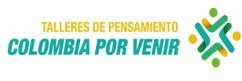 TALLERES DE PENSAMIENTO
COLOMBIA POR VENIR